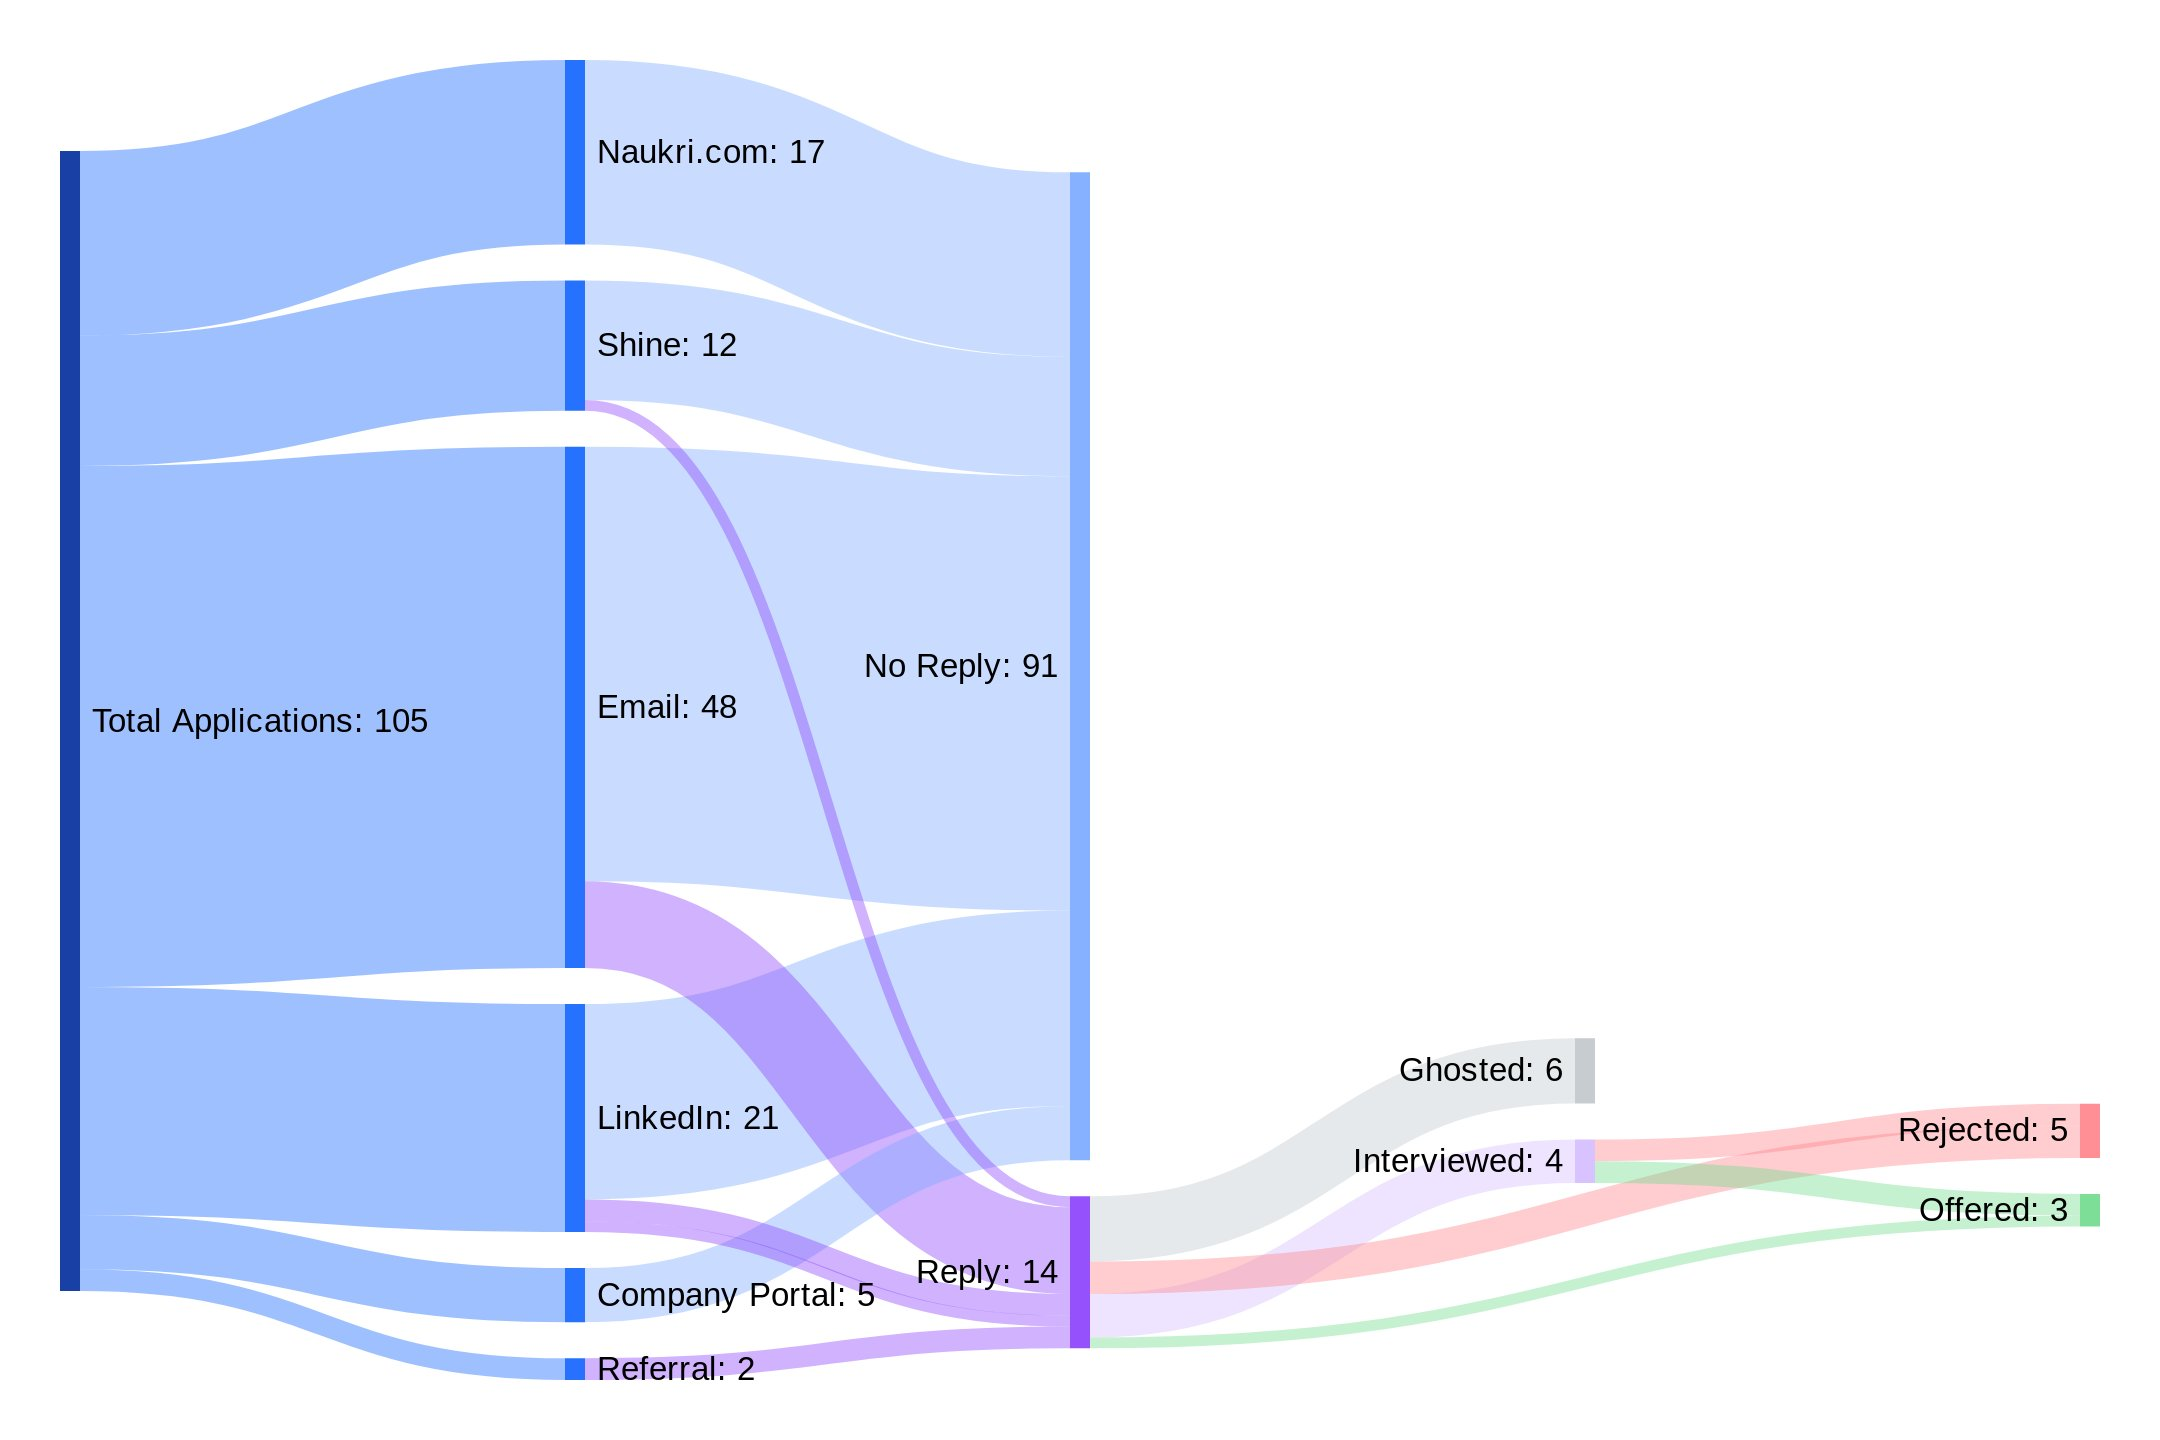 Total Applications: 105
Naukri.com: 17
Shine: 12
Email: 48
LinkedIn: 21
Company Portal: 5
Referral: 2
No Reply: 91
Reply: 14
Ghosted: 6
Interviewed: 4
Rejected: 5
Offered: 3